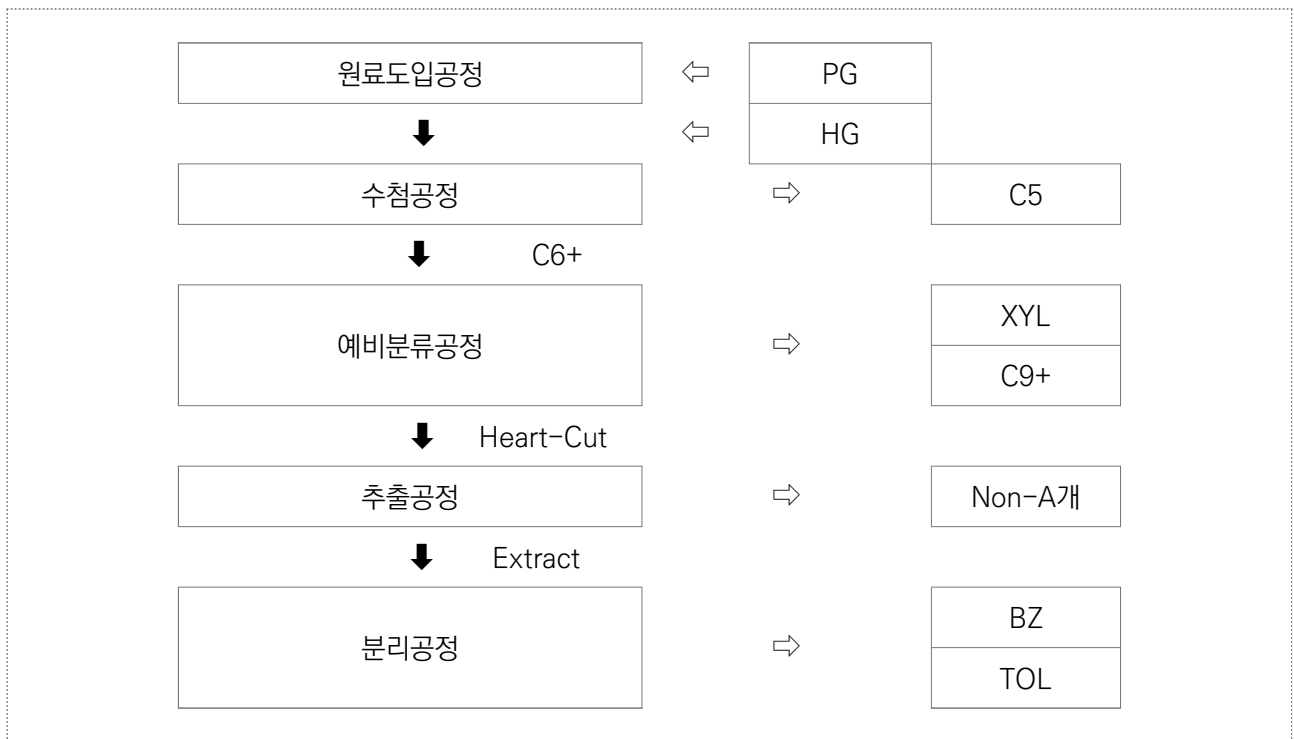 원료도입공정 ⇦ PG
⬇ ⇦ HG
수첨공정 ⇨ C5
⬇ C6+
예비분류공정 ⇨ XYL
C9+
⬇ Heart-Cut
추출공정 ⇨ Non-A개
⬇ Extract
분리공정 ⇨ BZ
TOL